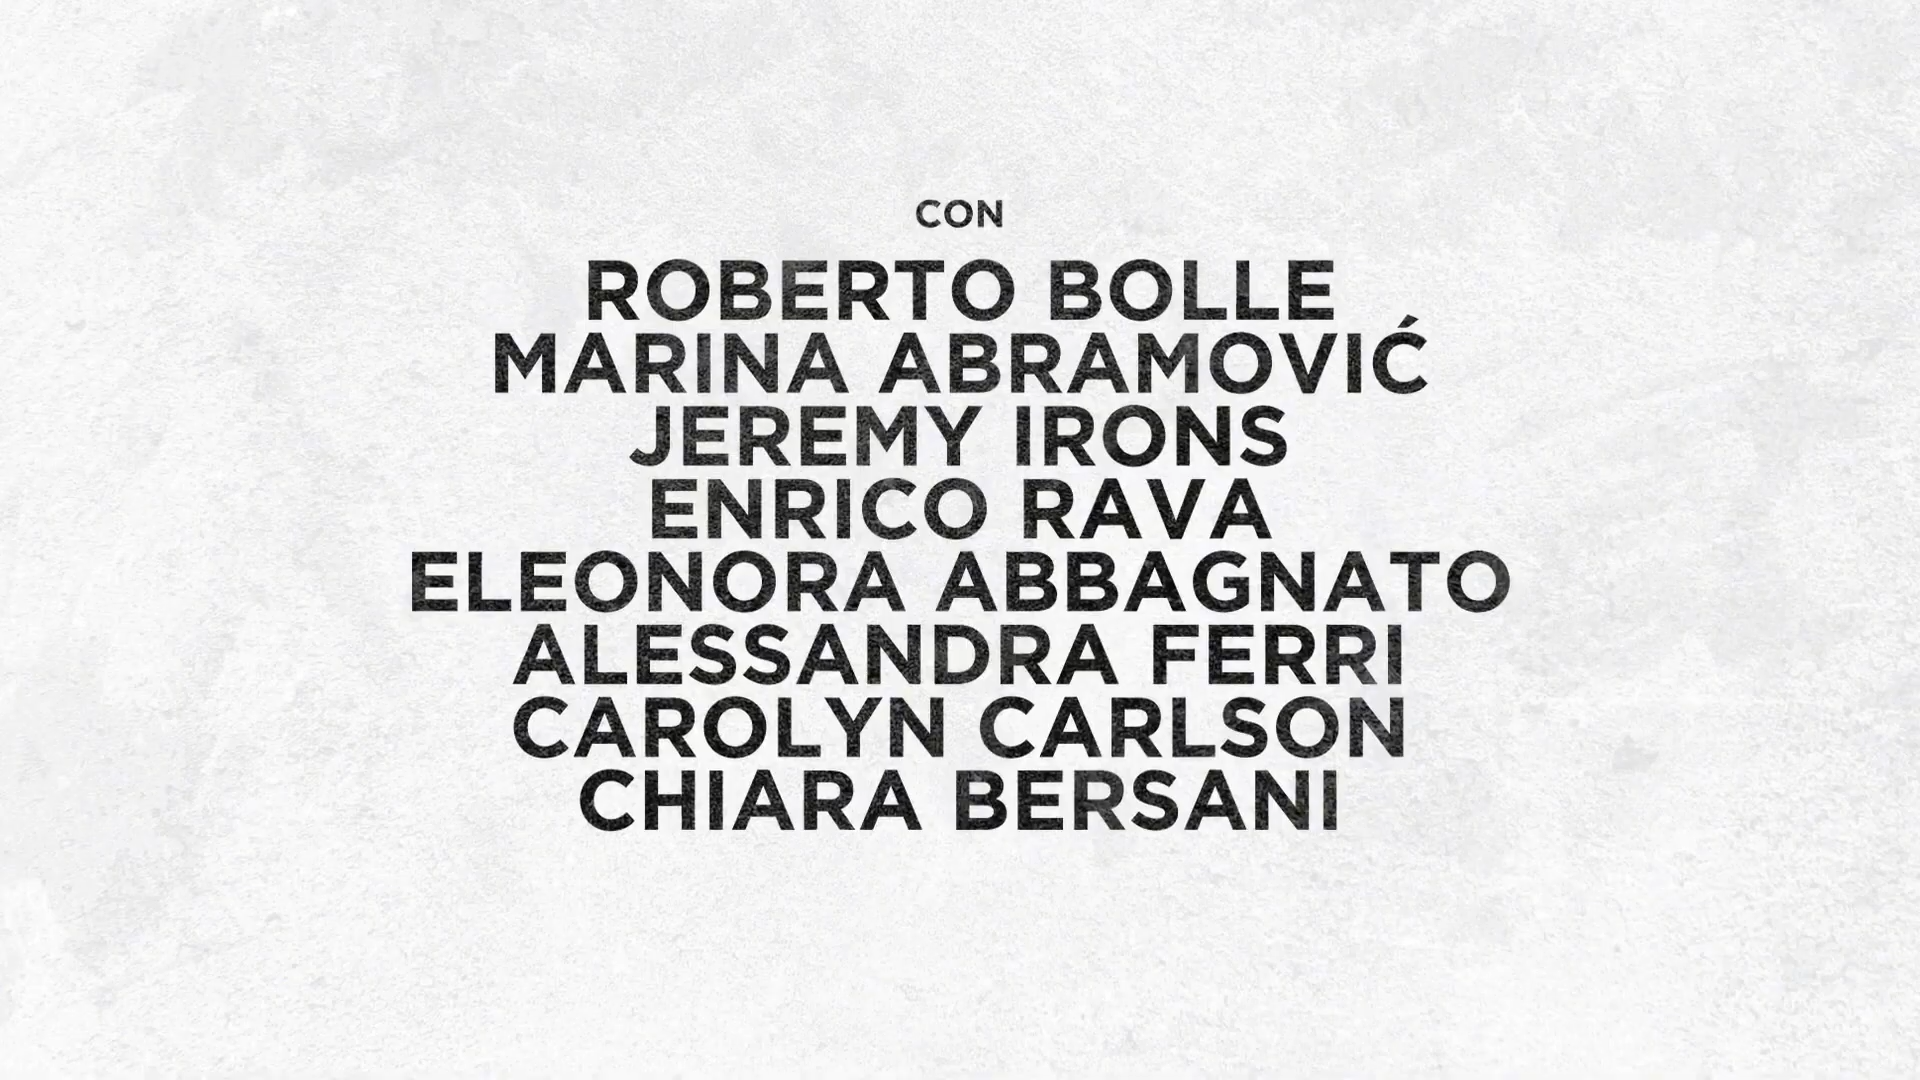 CON
ROBERTO BOLLE
MARINA ABRAMOVIĆ
JEREMY IRONS
ENRICO RAVA
ELEONORA ABBAGNATO
ALESSANDRA FERRI
CAROLYN CARLSON
CHIARA BERSANI